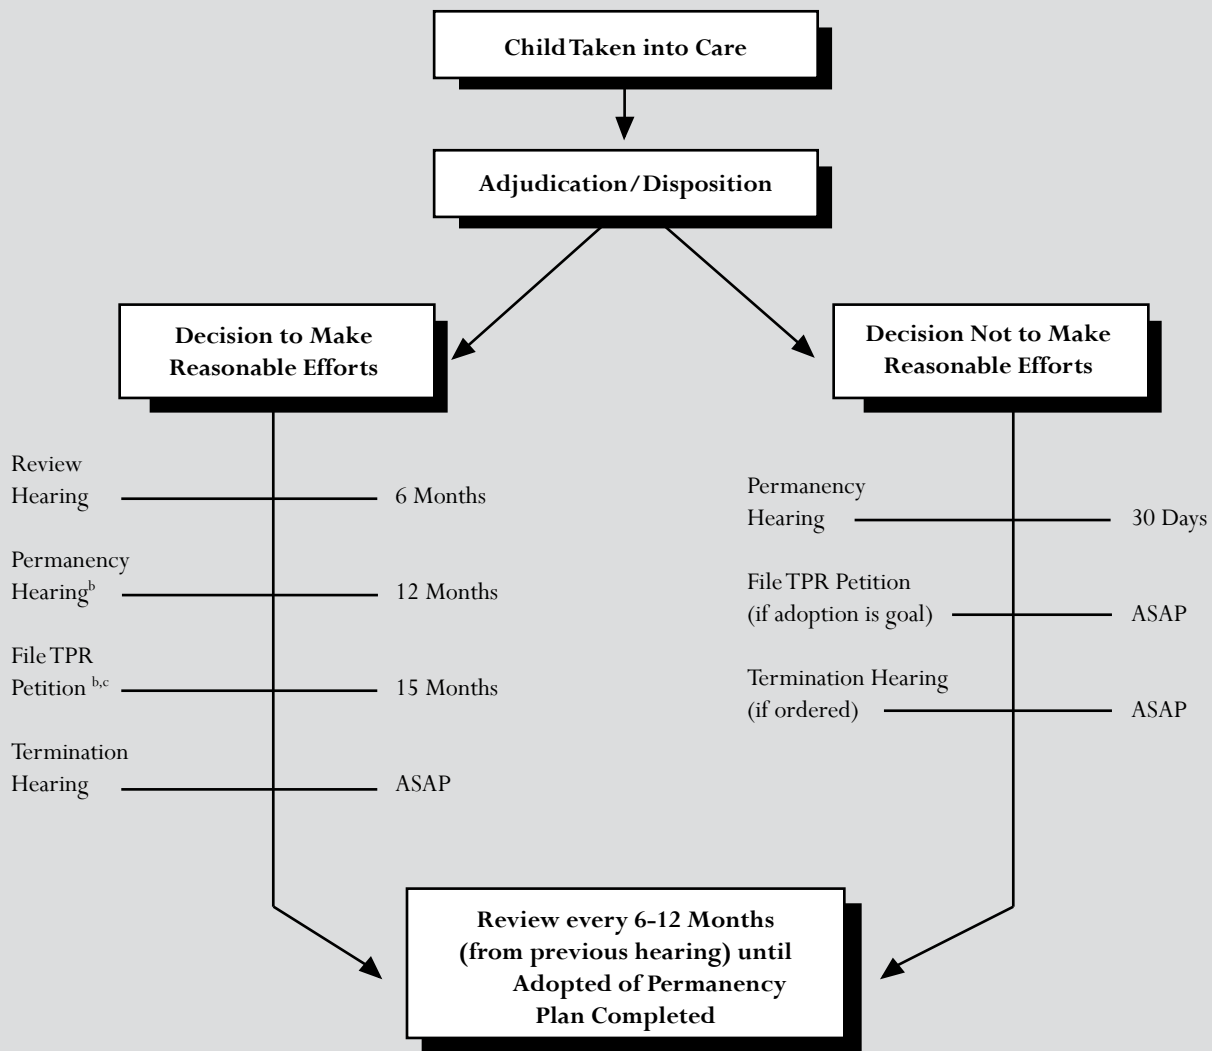 Child Taken into Care
Adjudication/Disposition
Decision to Make
Reasonable Efforts
Review
Hearing
6 Months
Permanency
Hearingᵇ
12 Months
File TPR
Petition ᵇ,ᶜ
15 Months
Termination
Hearing
ASAP
Decision Not to Make
Reasonable Efforts
Permanency
Hearing
30 Days
File TPR Petition
(if adoption is goal)
ASAP
Termination Hearing
(if ordered)
ASAP
Review every 6-12 Months
(from previous hearing) until
Adopted of Permanency
Plan Completed